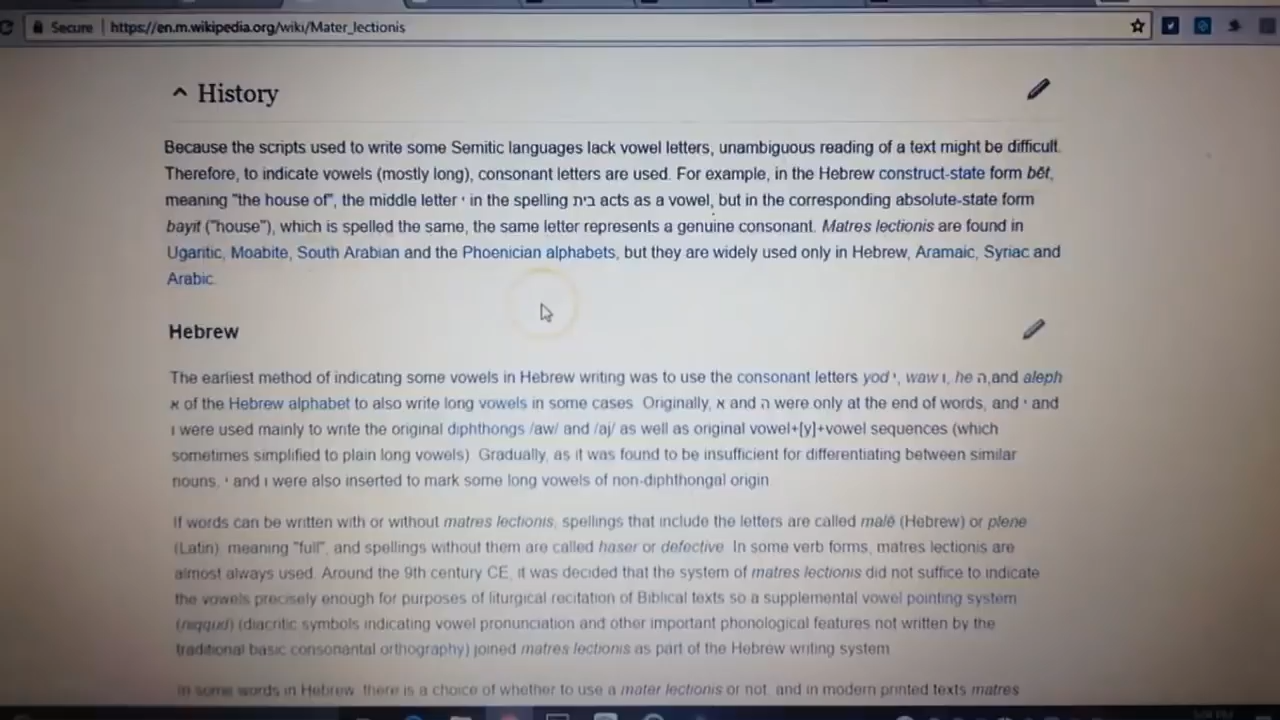 Secure | https://en.m.wikipedia.org/wiki/Mater_lectionis
History
Because the scripts used to write some Semitic languages lack vowel letters, unambiguous reading of a text might be difficult.
Therefore, to indicate vowels (mostly long), consonant letters are used. For example, in the Hebrew construct-state form bêt,
meaning "the house of", the middle letter י in the spelling בית acts as a vowel, but in the corresponding absolute-state form
bayit ("house"), which is spelled the same, the same letter represents a genuine consonant. Matres lectionis are found in
Ugaritic, Moabite, South Arabian and the Phoenician alphabets, but they are widely used only in Hebrew, Aramaic, Syriac and
Arabic.
Hebrew
The earliest method of indicating some vowels in Hebrew writing was to use the consonant letters yod י, waw ו, he ה,and aleph
א of the Hebrew alphabet to also write long vowels in some cases. Originally, א and ה were only at the end of words, and י and
ו were used mainly to write the original diphthongs /aw/ and /aj/ as well as original vowel+[y]+vowel sequences (which
sometimes simplified to plain long vowels). Gradually, as it was found to be insufficient for differentiating between similar
nouns, י and ו were also inserted to mark some long vowels of non-diphthongal origin.
If words can be written with or without matres lectionis, spellings that include the letters are called malē (Hebrew) or plene
(Latin), meaning "full", and spellings without them are called haser or defective. In some verb forms, matres lectionis are
almost always used. Around the 9th century CE, it was decided that the system of matres lectionis did not suffice to indicate
the vowels precisely enough for purposes of liturgical recitation of Biblical texts so a supplemental vowel pointing system
(niqqud) (diacritic symbols indicating vowel pronunciation and other important phonological features not written by the
traditional basic consonantal orthography) joined matres lectionis as part of the Hebrew writing system.
In some words in Hebrew, there is a choice of whether to use a mater lectionis or not, and in modern printed texts matres